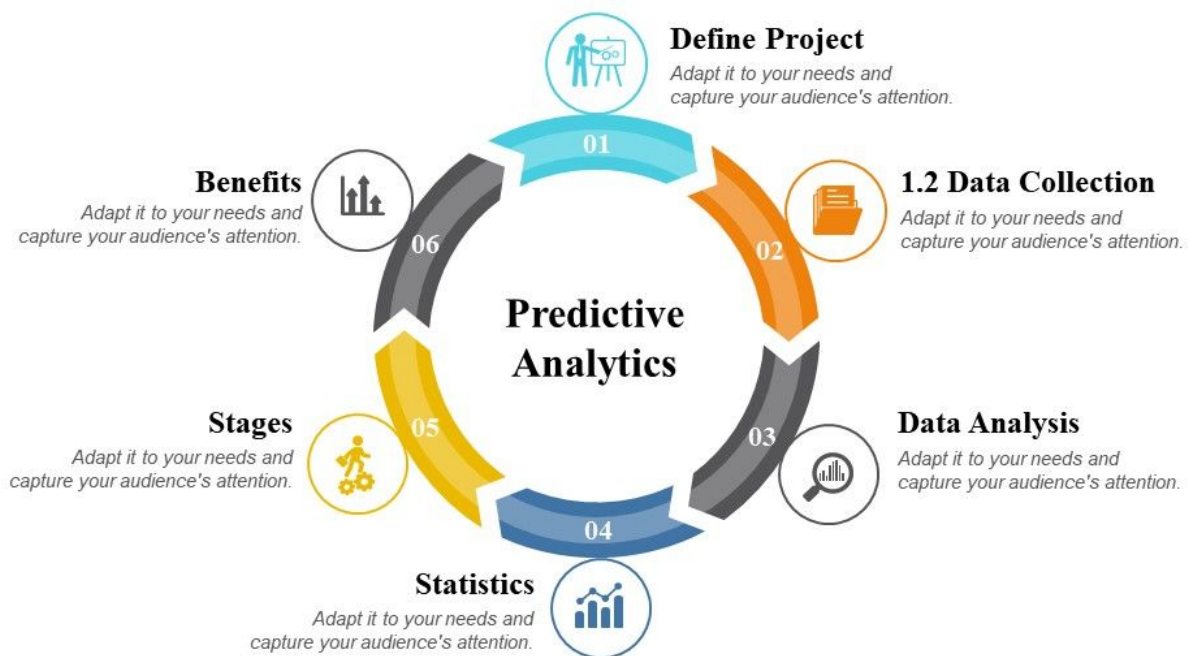 Define Project
Adapt it to your needs and
capture your audience's attention.
01
1.2 Data Collection
Adapt it to your needs and
capture your audience's attention.
02
Data Analysis
Adapt it to your needs and
capture your audience's attention.
03
Statistics
Adapt it to your needs and
capture your audience's attention.
04
Stages
Adapt it to your needs and
capture your audience's attention.
05
Benefits
Adapt it to your needs and
capture your audience's attention.
06
Predictive
Analytics